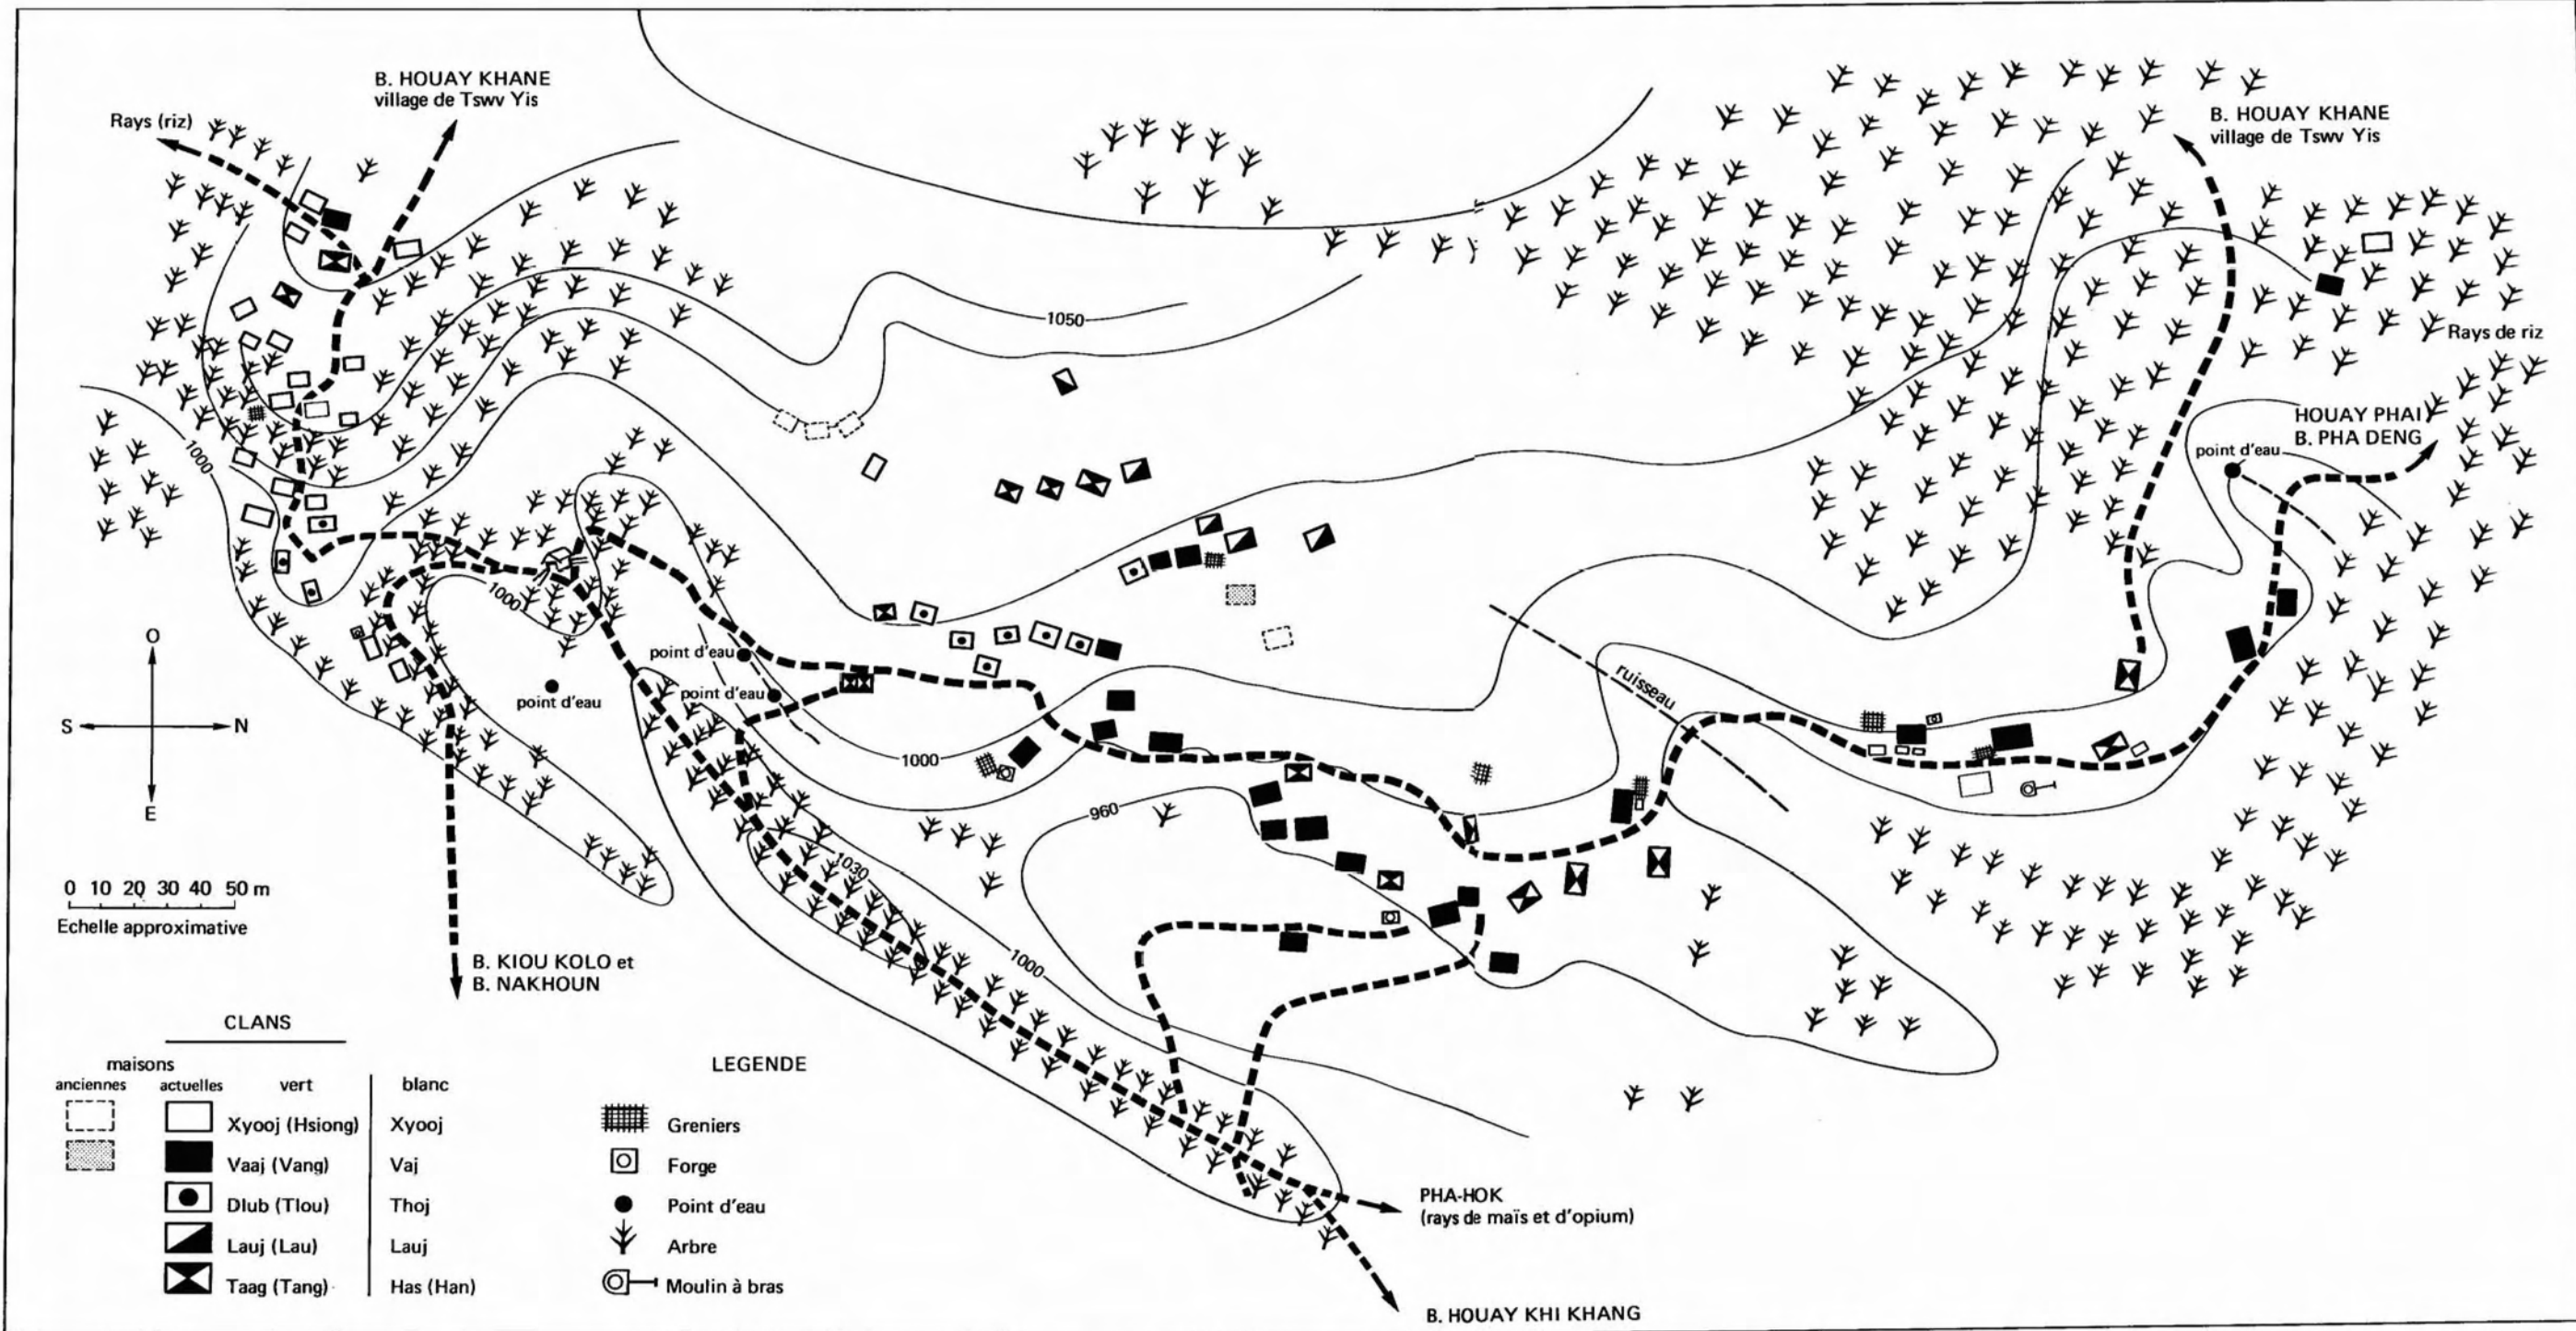 B. HOUAY KHANE
village de Tswv Yis
Rays (riz)
B. HOUAY KHANE
village de Tswv Yis
1050
Rays de riz
HOUAY PHAI
B. PHA DENG
point d'eau
1000
1000
point d'eau
point d'eau
point d'eau
ruisseau
O
S
N
E
1000
960
1030
1000
0 10 20 30 40 50 m
Echelle approximative
B. KIOU KOLO et
B. NAKHOUN
CLANS
maisons
anciennes actuelles vert blanc
Xyooj (Hsiong) Xyooj
Vaaj (Vang) Vaj
Dlub (Tlou) Thoj
Lauj (Lau) Lauj
Taag (Tang) Has (Han)
LEGENDE
Greniers
Forge
Point d'eau
Arbre
Moulin à bras
PHA-HOK
(rays de maïs et d'opium)
B. HOUAY KHI KHANG